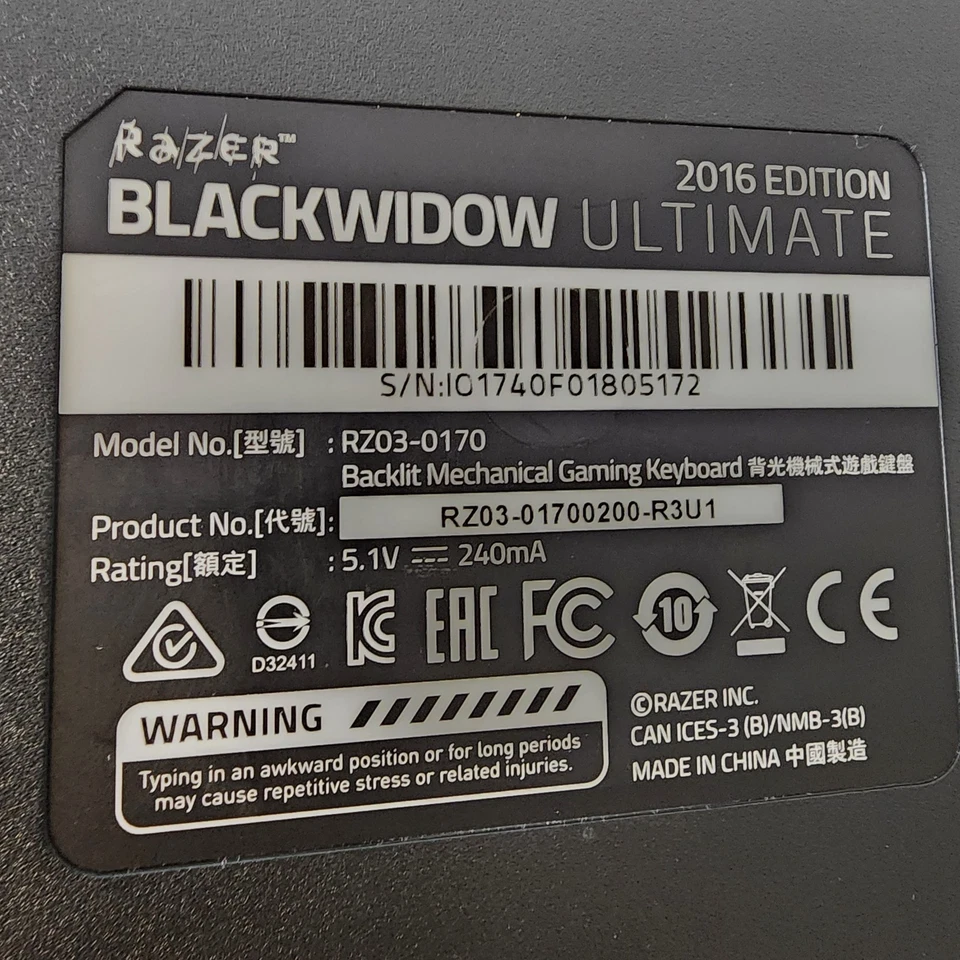 RAZER™
BLACKWIDOW ULTIMATE
2016 EDITION
S/N:IO1740F01805172
Model No.[型號] : RZ03-0170
Backlit Mechanical Gaming Keyboard 背光機械式遊戲鍵盤
Product No.[代號]: RZ03-01700200-R3U1
Rating[額定] : 5.1V ⎓ 240mA
D32411
EAC FC 10 CE
WARNING
Typing in an awkward position or for long periods
may cause repetitive stress or related injuries.
©RAZER INC.
CAN ICES-3 (B)/NMB-3(B)
MADE IN CHINA 中國製造